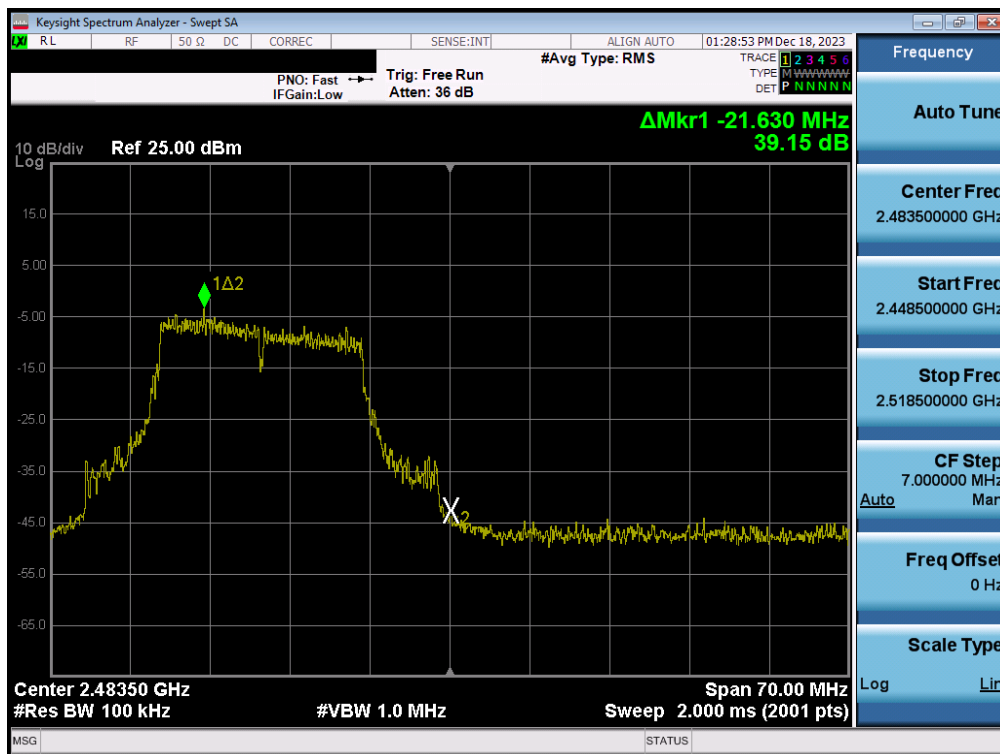 Keysight Spectrum Analyzer - Swept SA
LXI RL RF 50 Ω DC CORREC SENSE:INT ALIGN AUTO 01:28:53 PM Dec 18, 2023
#Avg Type: RMS
TRACE 1 2 3 4 5 6
PNO: Fast Trig: Free Run
TYPE M W W W W W
IFGain:Low Atten: 36 dB
DET P N N N N N
ΔMkr1 -21.630 MHz
39.15 dB
10 dB/div Ref 25.00 dBm
Log
15.0
5.00
-5.00
-15.0
-25.0
-35.0
-45.0
-55.0
-65.0
1Δ2
X2
Center 2.48350 GHz Span 70.00 MHz
#Res BW 100 kHz #VBW 1.0 MHz Sweep 2.000 ms (2001 pts)
MSG STATUS
Frequency
Auto Tune
Center Freq
2.483500000 GHz
Start Freq
2.448500000 GHz
Stop Freq
2.518500000 GHz
CF Step
7.000000 MHz
Auto Man
Freq Offset
0 Hz
Scale Type
Log Lin